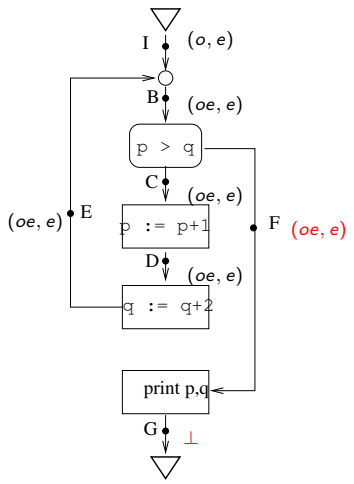 I (o, e)
B (oe, e)
p > q
C (oe, e)
(oe, e) E F (oe, e)
p := p+1
D (oe, e)
q := q+2
print p,q
G ⊥